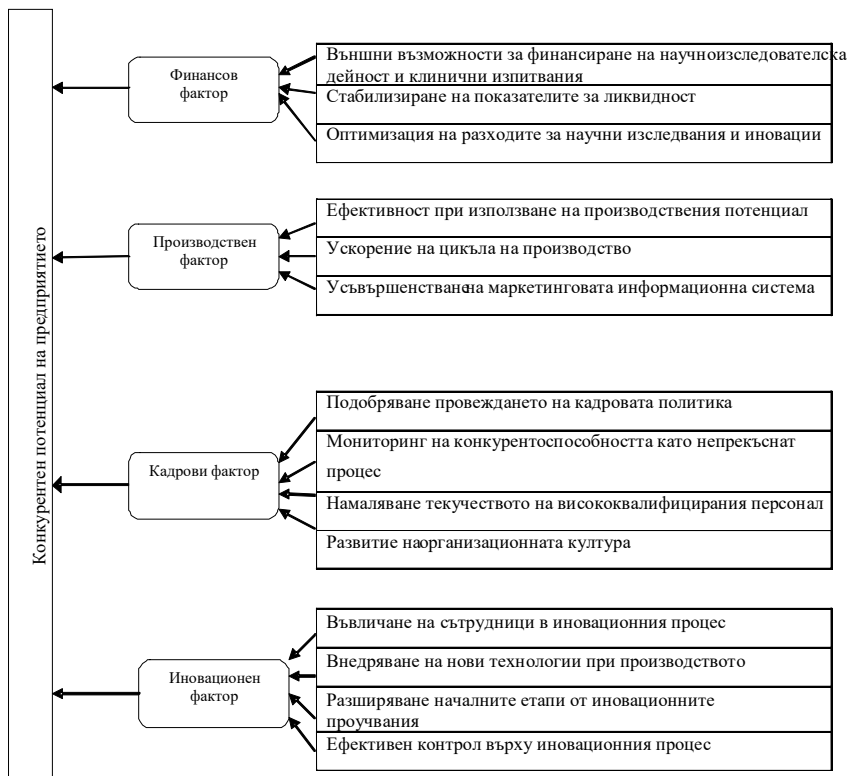 Конкурентен потенциал на предприятието
Финансов
фактор
Външни възможности за финансиране на научноизследователска
дейност и клинични изпитвания
Стабилизиране на показателите за ликвидност
Оптимизация на разходите за научни изследвания и иновации
Производствен
фактор
Ефективност при използване на производствения потенциал
Ускорение на цикъла на производство
Усъвършенстване на маркетинговата информационна система
Кадрови фактор
Подобряване провеждането на кадровата политика
Мониторинг на конкурентоспособността като непрекъснат
процес
Намаляване текучеството на висококвалифицирания персонал
Развитие на организационната култура
Иновационен
фактор
Въвличане на сътрудници в иновационния процес
Внедряване на нови технологии при производството
Разширяване началните етапи от иновационните
проучвания
Ефективен контрол върху иновационния процес